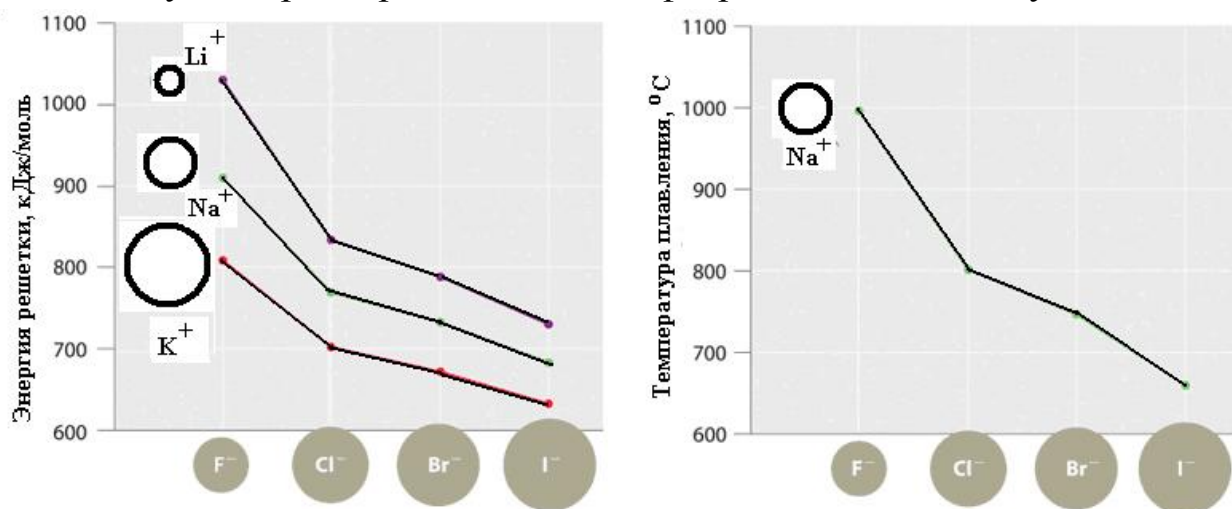 1100
1000
900
800
700
600
Энергия решетки, кДж/моль
Li⁺
Na⁺
K⁺
F⁻
Cl⁻
Br⁻
I⁻
1100
1000
900
800
700
600
Температура плавления, ⁰C
Na⁺
F⁻
Cl⁻
Br⁻
I⁻